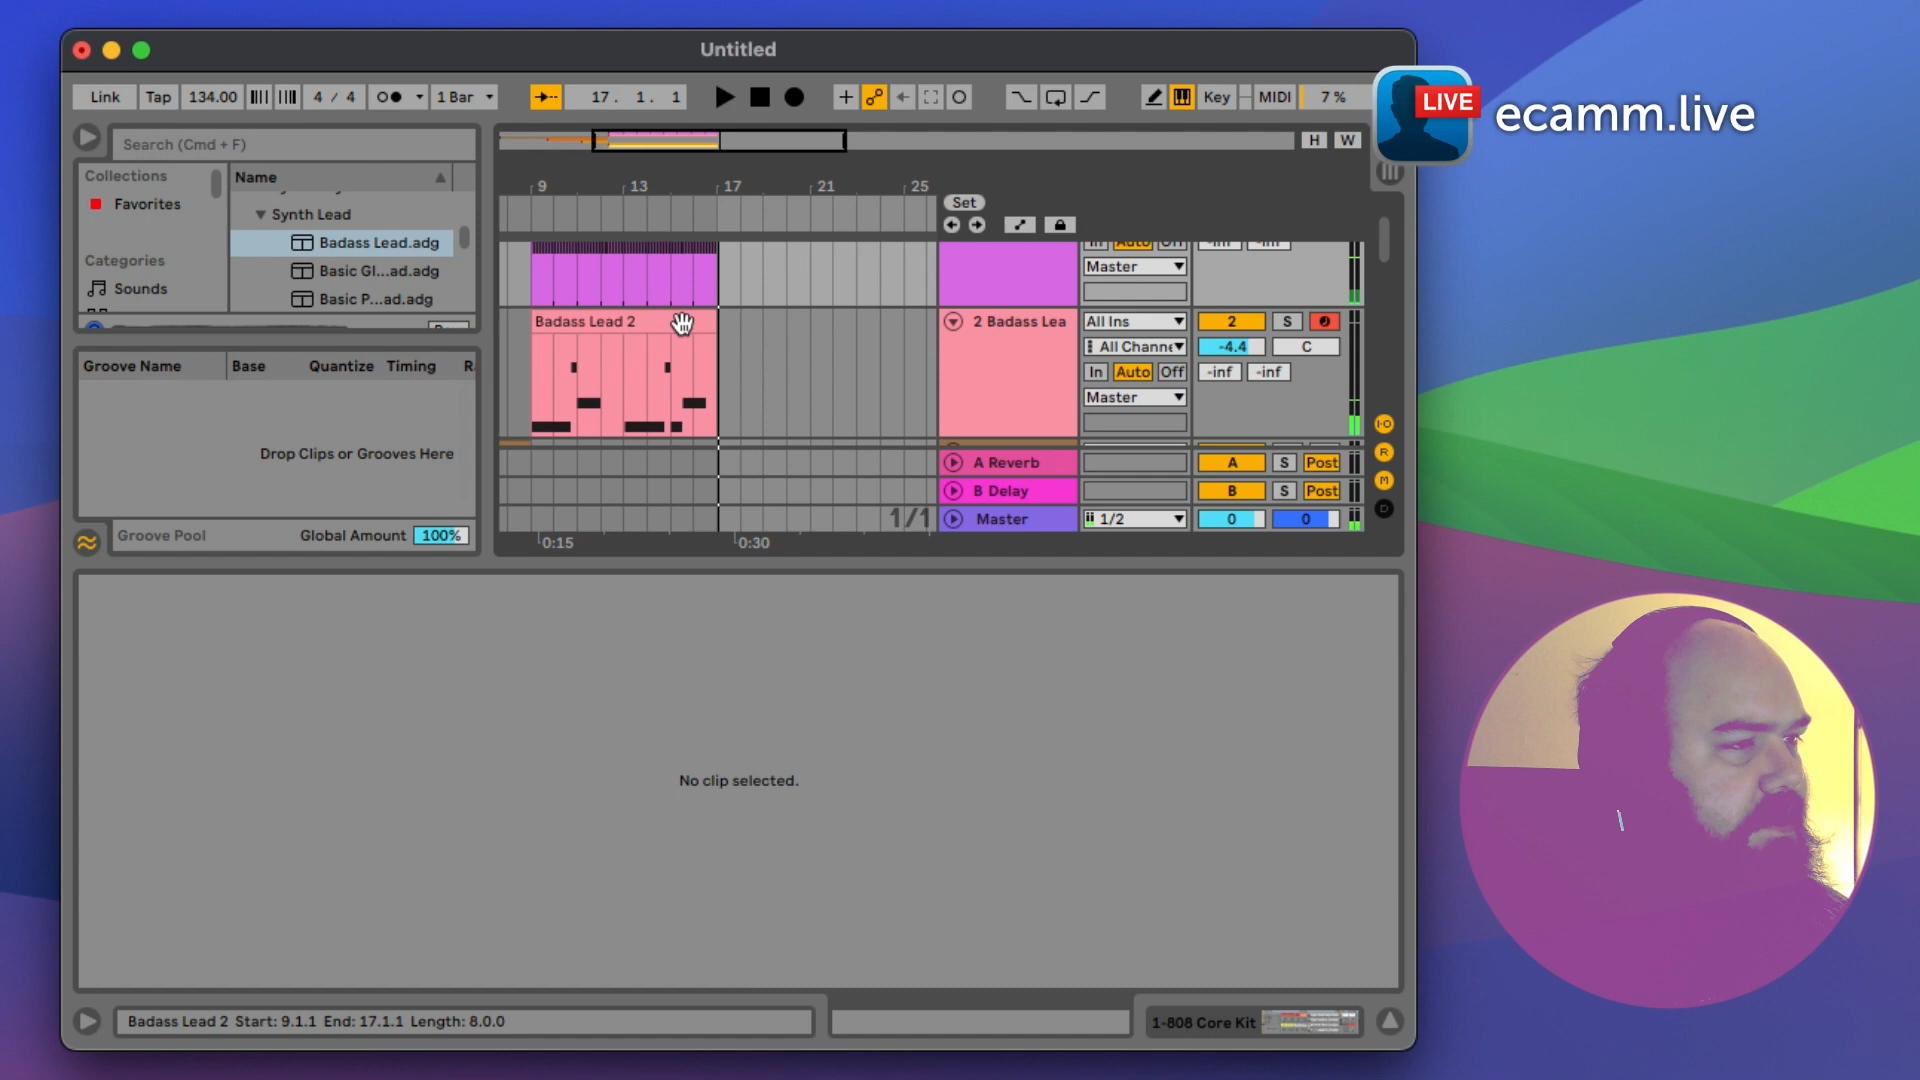 Untitled
Link Tap 134.00 4 / 4 1 Bar 17. 1. 1 Key MIDI 7 %
LIVE
ecamm.live
Search (Cmd + F)
H W
Collections
Name
Favorites
9 13 17 21 25
Set
Synth Lead
Badass Lead.adg
Auto
Categories
Basic Gl...ad.adg
Master
Sounds
Basic P...ad.adg
Badass Lead 2
2 Badass Lea
All Ins
2 S
All Channe
-4.4 C
Groove Name Base Quantize Timing
In Auto Off
-inf -inf
Master
Drop Clips or Grooves Here
A Reverb A S Post
B Delay B S Post
1/1
Master 1/2 0 0
Groove Pool Global Amount 100%
0:15 0:30
I·O
R
M
D
No clip selected.
Badass Lead 2 Start: 9.1.1 End: 17.1.1 Length: 8.0.0
1-808 Core Kit